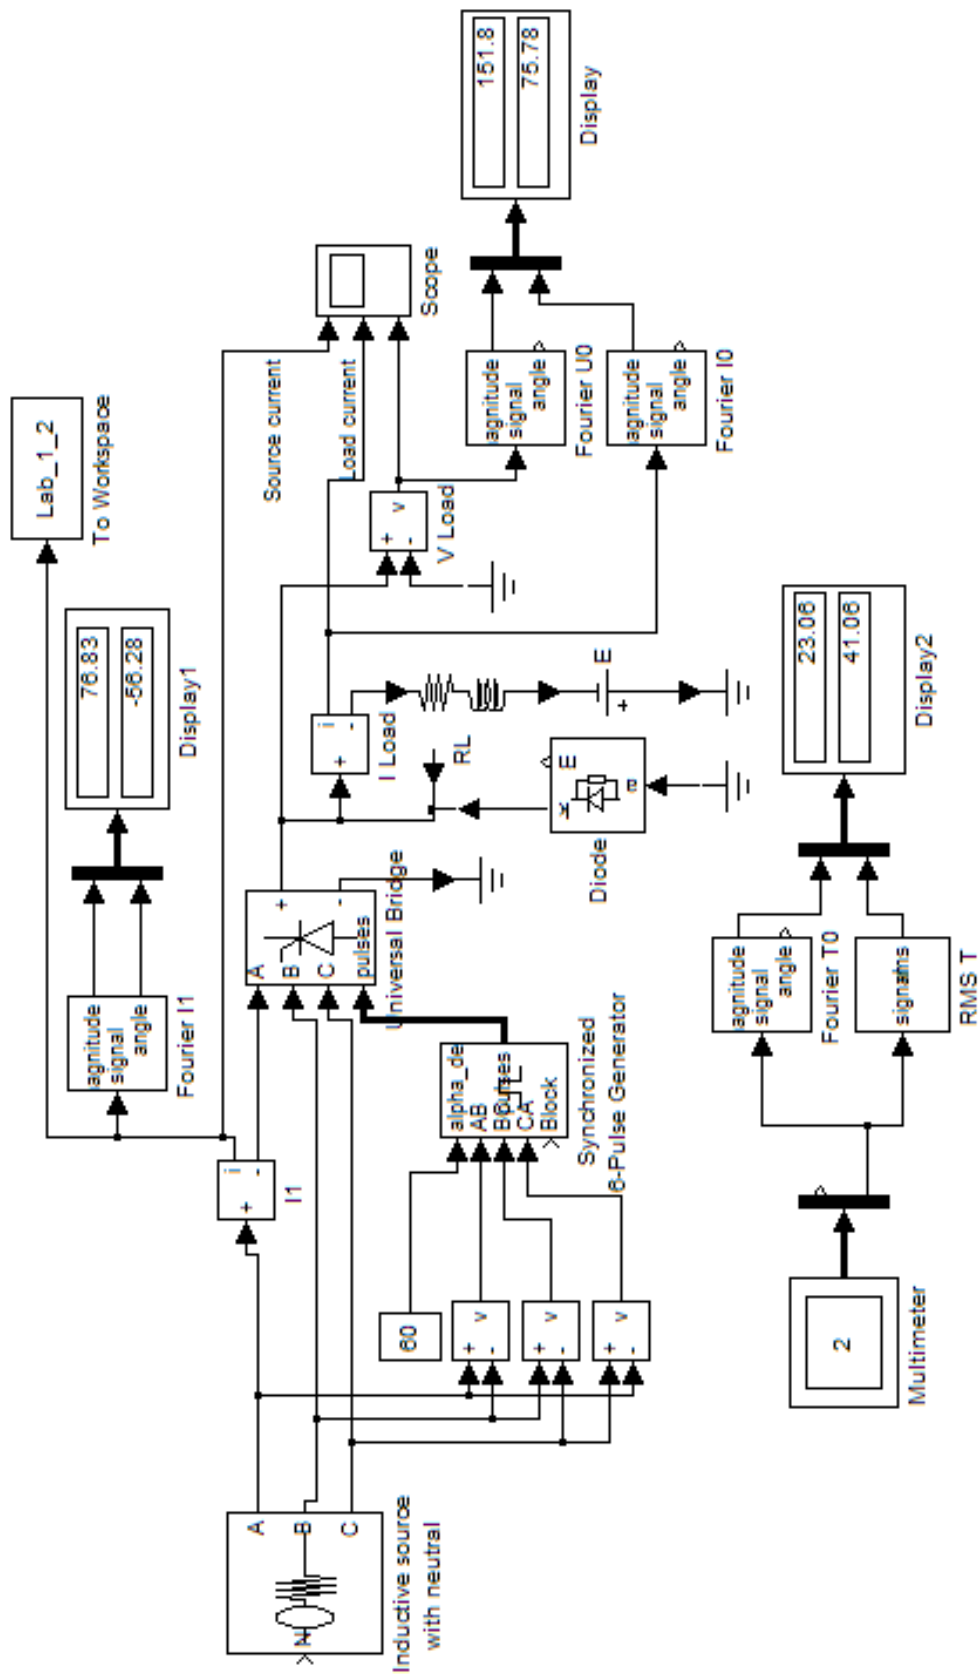 Inductive source
with neutral
N
A
B
C
I1
+
-
i
agnitude
signal
angle
Fourier I1
76.83
-56.28
Display1
Lab_1_2
To Workspace
60
+
-
v
+
-
v
+
-
v
alpha_de
AB
BC
CA
pulses
Block
Synchronized
6-Pulse Generator
A
B
C
pulses
+
-
Universal Bridge
+
-
i
I Load
RL
E
+
E
Diode
+
-
v
V Load
Source current
Load current
Scope
agnitude
signal
angle
Fourier U0
agnitude
signal
angle
Fourier I0
151.8
75.78
Display
2
Multimeter
agnitude
signal
angle
Fourier T0
signal
rms
RMS T
23.06
41.06
Display2